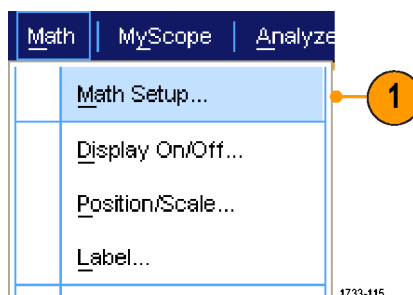 Math | MyScope | Analyze
Math Setup...
1
Display On/Off...
Position/Scale...
Label...
1733-115